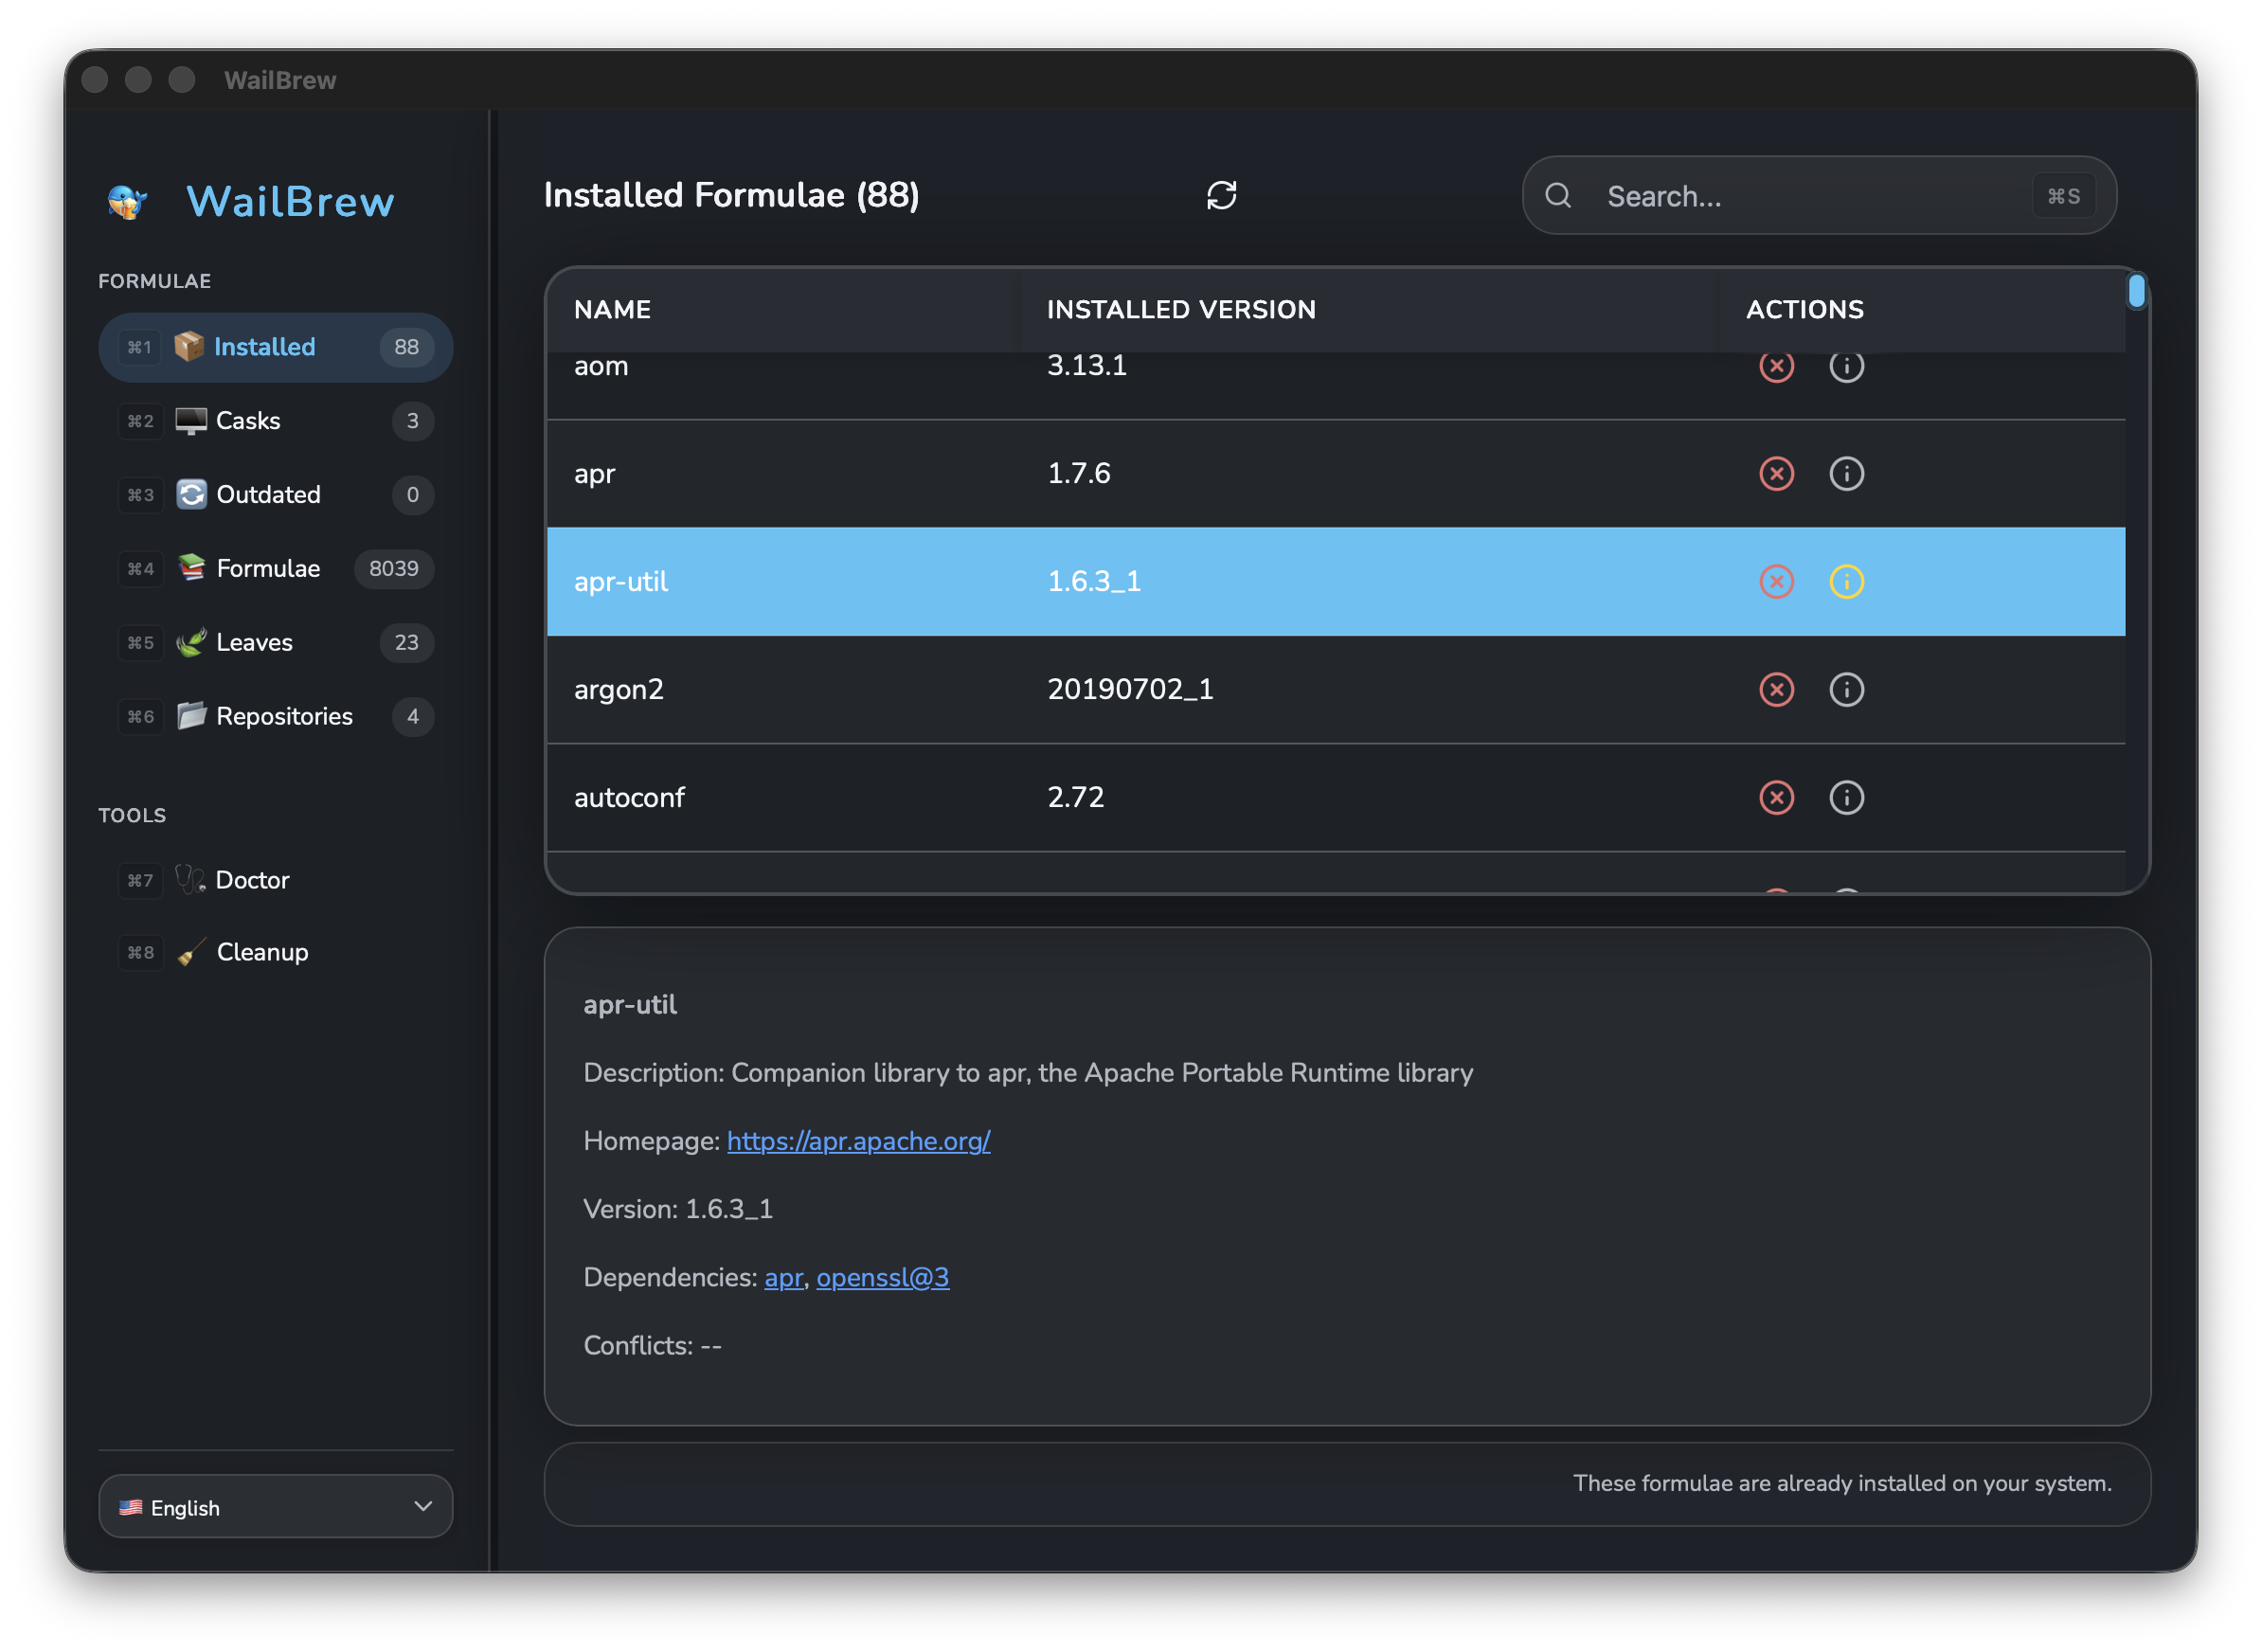 WailBrew
WailBrew
FORMULAE
⌘1 Installed 88
⌘2 Casks 3
⌘3 Outdated 0
⌘4 Formulae 8039
⌘5 Leaves 23
⌘6 Repositories 4
TOOLS
⌘7 Doctor
⌘8 Cleanup
English
Installed Formulae (88)
Search...
⌘S
NAME INSTALLED VERSION ACTIONS
aom 3.13.1
apr 1.7.6
apr-util 1.6.3_1
argon2 20190702_1
autoconf 2.72
apr-util
Description: Companion library to apr, the Apache Portable Runtime library
Homepage: https://apr.apache.org/
Version: 1.6.3_1
Dependencies: apr, openssl@3
Conflicts: --
These formulae are already installed on your system.